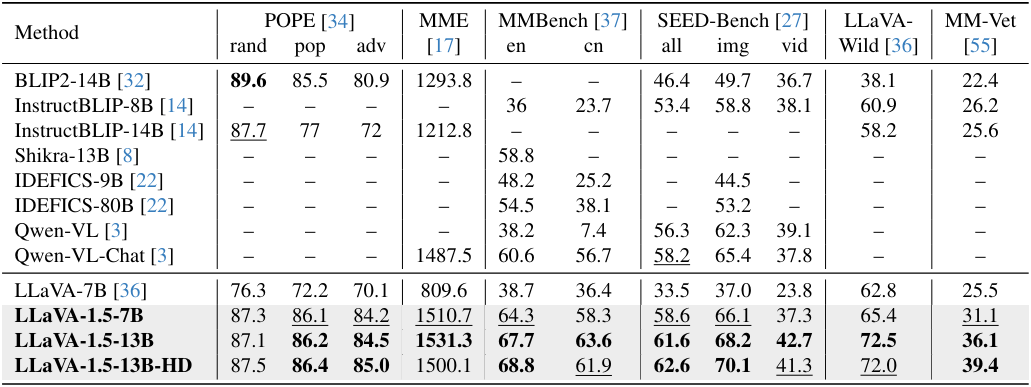 Method POPE [34] MME MMBench [37] SEED-Bench [27] LLaVA- MM-Vet
rand pop adv [17] en cn all img vid Wild [36] [55]
BLIP2-14B [32] 89.6 85.5 80.9 1293.8 – – 46.4 49.7 36.7 38.1 22.4
InstructBLIP-8B [14] – – – – 36 23.7 53.4 58.8 38.1 60.9 26.2
InstructBLIP-14B [14] 87.7 77 72 1212.8 – – – – – 58.2 25.6
Shikra-13B [8] – – – – 58.8 – – – – – –
IDEFICS-9B [22] – – – – 48.2 25.2 – 44.5 – – –
IDEFICS-80B [22] – – – – 54.5 38.1 – 53.2 – – –
Qwen-VL [3] – – – – 38.2 7.4 56.3 62.3 39.1 – –
Qwen-VL-Chat [3] – – – 1487.5 60.6 56.7 58.2 65.4 37.8 – –
LLaVA-7B [36] 76.3 72.2 70.1 809.6 38.7 36.4 33.5 37.0 23.8 62.8 25.5
LLaVA-1.5-7B 87.3 86.1 84.2 1510.7 64.3 58.3 58.6 66.1 37.3 65.4 31.1
LLaVA-1.5-13B 87.1 86.2 84.5 1531.3 67.7 63.6 61.6 68.2 42.7 72.5 36.1
LLaVA-1.5-13B-HD 87.5 86.4 85.0 1500.1 68.8 61.9 62.6 70.1 41.3 72.0 39.4